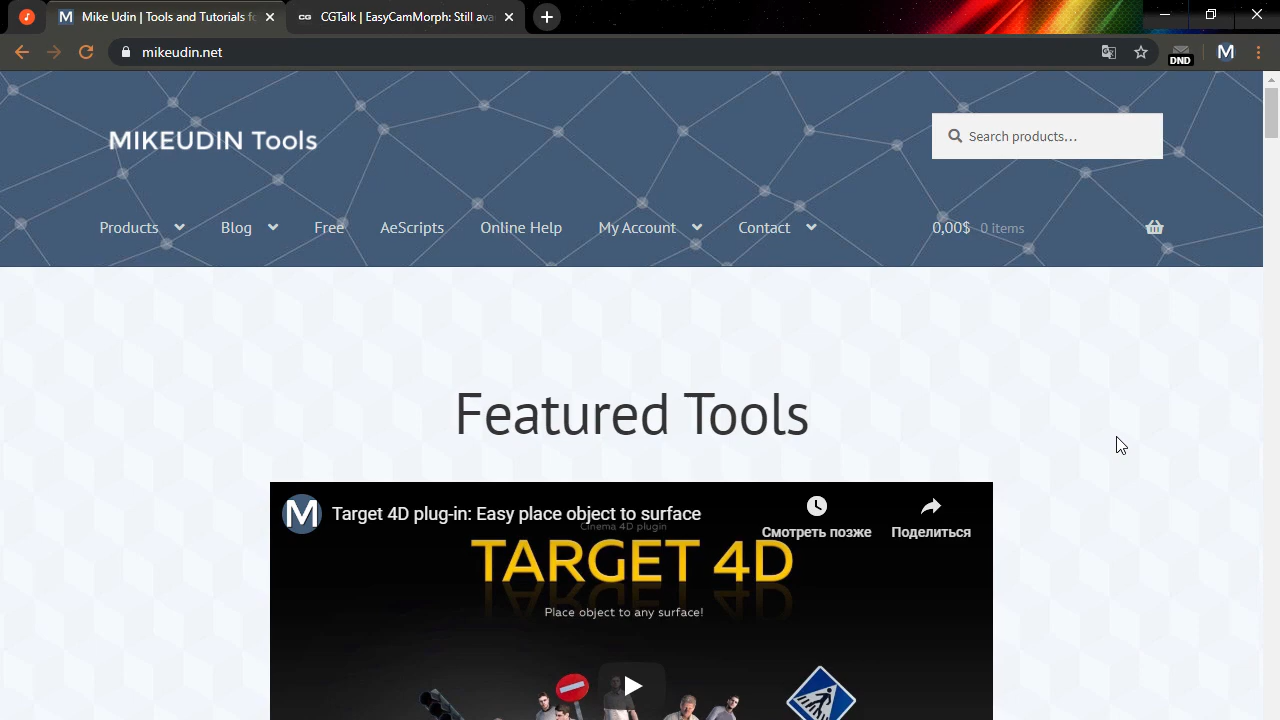 Mike Udin | Tools and Tutorials fo
CG CGTalk | EasyCamMorph: Still ava
mikeudin.net
DND
M
MIKEUDIN Tools
Search products…
Products Blog Free AeScripts Online Help My Account Contact 0,00$ 0 items
Featured Tools
M Target 4D plug-in: Easy place object to surface
Смотреть позже Поделиться
Cinema 4D plugin
TARGET 4D
Place object to any surface!